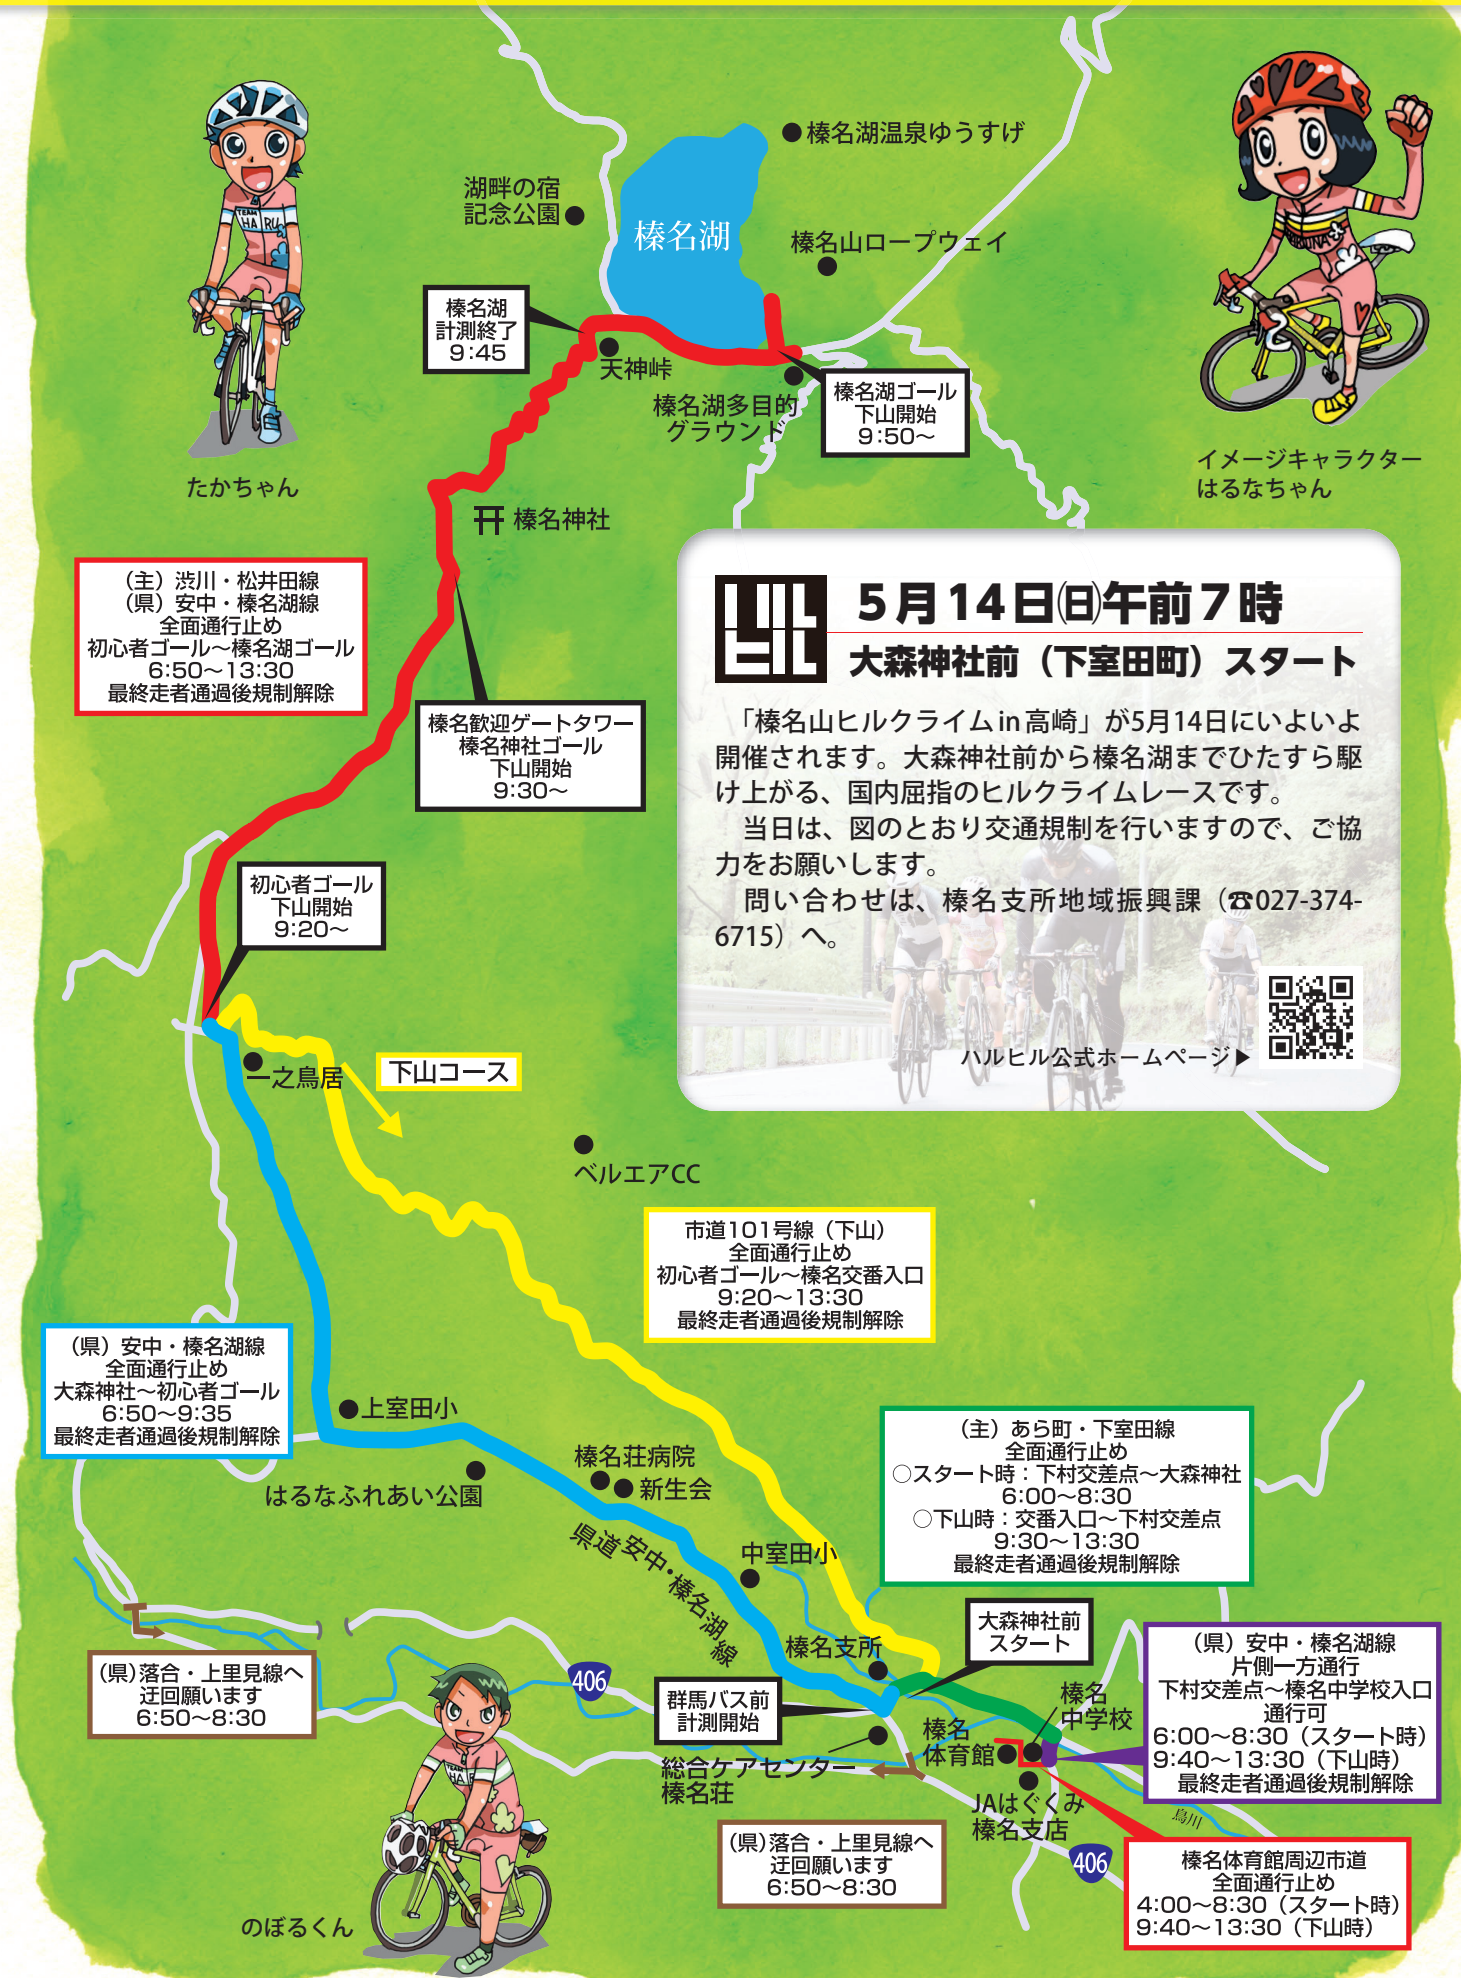 榛名湖温泉ゆうすげ
湖畔の宿
記念公園
榛名湖
榛名山ロープウェイ
榛名湖
計測終了
9:45
天神峠
榛名湖多目的
グラウンド
榛名湖ゴール
下山開始
9:50～
TEAM
HARU
たかちゃん
イメージキャラクター
はるなちゃん
榛名神社
(主)渋川・松井田線
(県)安中・榛名湖線
全面通行止め
初心者ゴール～榛名湖ゴール
6:50～13:30
最終走者通過後規制解除
榛名歓迎ゲートタワー
榛名神社ゴール
下山開始
9:30～
ハルヒル
5月14日㈰午前7時
大森神社前（下室田町）スタート
「榛名山ヒルクライムin高崎」が5月14日にいよいよ
開催されます。大森神社前から榛名湖までひたすら駆
け上がる、国内屈指のヒルクライムレースです。
当日は、図のとおり交通規制を行いますので、ご協
力をお願いします。
問い合わせは、榛名支所地域振興課（☎027-374-
6715）へ。
ハルヒル公式ホームページ▶
初心者ゴール
下山開始
9:20～
一之鳥居
下山コース
ベルエアCC
市道101号線（下山）
全面通行止め
初心者ゴール～榛名交番入口
9:20～13:30
最終走者通過後規制解除
(県)安中・榛名湖線
全面通行止め
大森神社～初心者ゴール
6:50～9:35
最終走者通過後規制解除
上室田小
はるなふれあい公園
榛名荘病院
新生会
県道安中・榛名湖線
中室田小
(主)あら町・下室田線
全面通行止め
○スタート時：下村交差点～大森神社
6:00～8:30
○下山時：交番入口～下村交差点
9:30～13:30
最終走者通過後規制解除
大森神社前
スタート
榛名支所
(県)安中・榛名湖線
片側一方通行
下村交差点～榛名中学校入口
通行可
6:00～8:30（スタート時）
9:40～13:30（下山時）
最終走者通過後規制解除
(県)落合・上里見線へ
迂回願います
6:50～8:30
406
群馬バス前
計測開始
榛名
中学校
榛名
体育館
総合ケアセンター
榛名荘
JAはぐくみ
榛名支店
烏川
(県)落合・上里見線へ
迂回願います
6:50～8:30
406
榛名体育館周辺市道
全面通行止め
4:00～8:30（スタート時）
9:40～13:30（下山時）
TEAM
HAR
のぼるくん